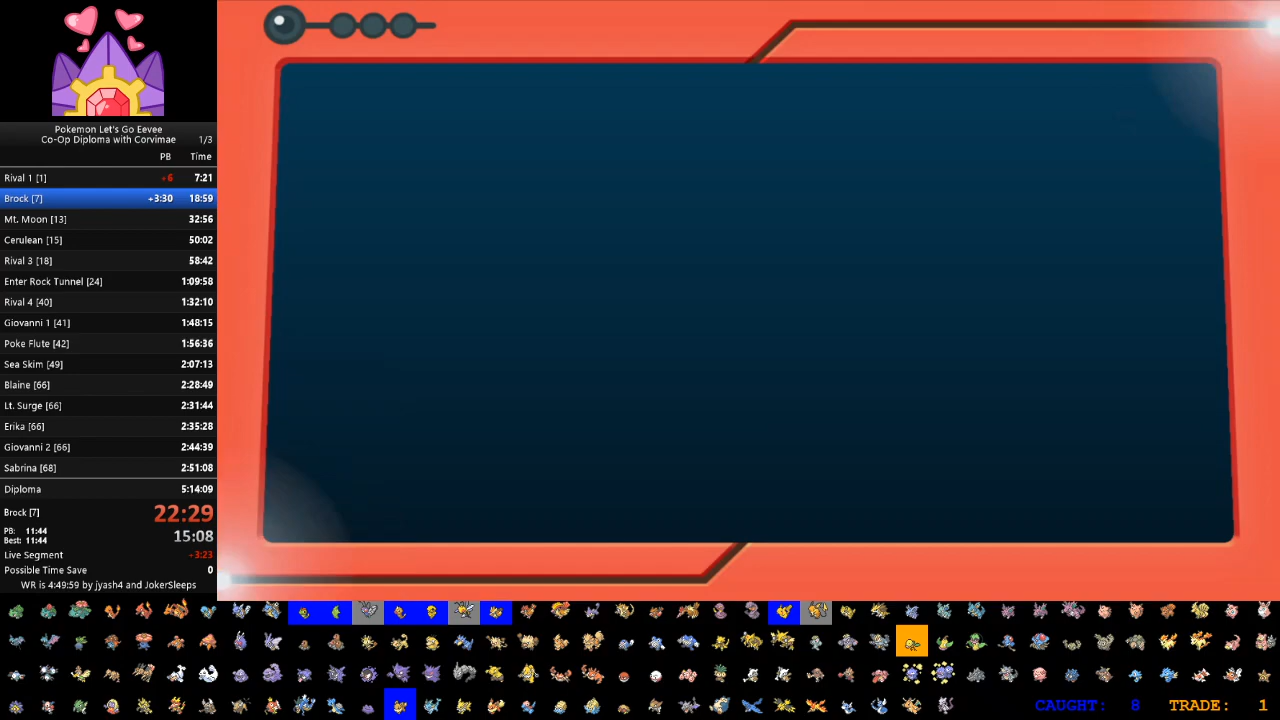 Pokemon Let's Go Eevee
Co-Op Diploma with Corvimae 1/3
PB Time
Rival 1 [1] +6 7:21
Brock [7] +3:30 18:59
Mt. Moon [13] 32:56
Cerulean [15] 50:02
Rival 3 [18] 58:42
Enter Rock Tunnel [24] 1:09:58
Rival 4 [40] 1:32:10
Giovanni 1 [41] 1:48:15
Poke Flute [42] 1:56:36
Sea Skim [49] 2:07:13
Blaine [66] 2:28:49
Lt. Surge [66] 2:31:44
Erika [66] 2:35:28
Giovanni 2 [66] 2:44:39
Sabrina [68] 2:51:08
Diploma 5:14:09
Brock [7] 22:29
PB: 11:44
Best: 11:44 15:08
Live Segment +3:23
Possible Time Save 0
WR is 4:49:59 by jyash4 and JokerSleeps
CAUGHT: 8 TRADE: 1